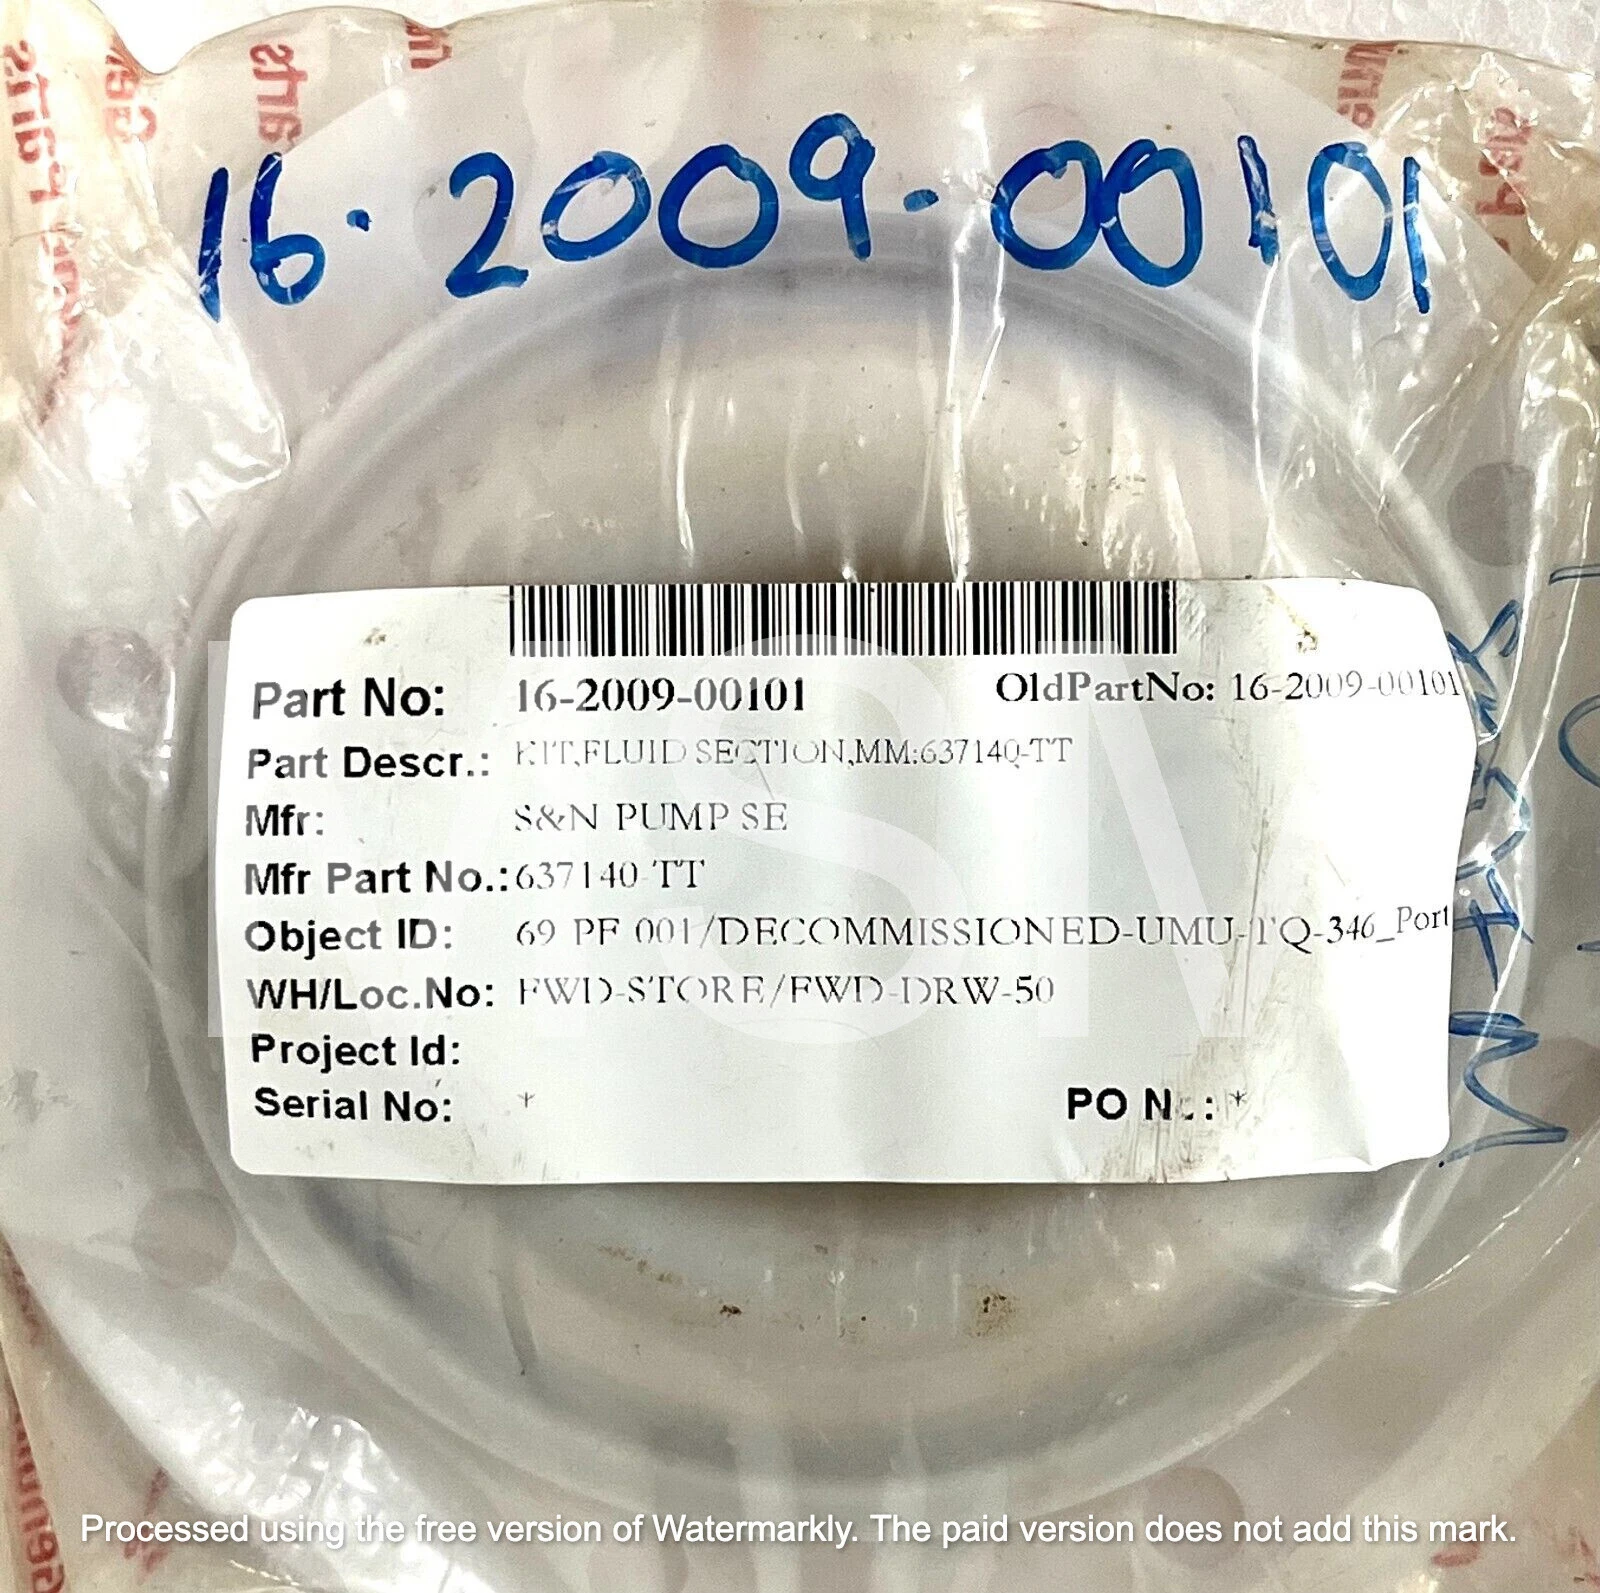 16-2009-00101
Part No: 16-2009-00101 OldPartNo: 16-2009-00101
Part Descr.: KIT,FLUID SECTION,MM:637140-TT
Mfr: S&N PUMP SE
Mfr Part No.: 637140-TT
Object ID: 69 PF 001/DECOMMISSIONED-UMU-TQ-346_Port
WH/Loc.No: FWD-STORE/FWD-DRW-50
Project Id:
Serial No: * PO No.: *
MSM
Processed using the free version of Watermarkly. The paid version does not add this mark.